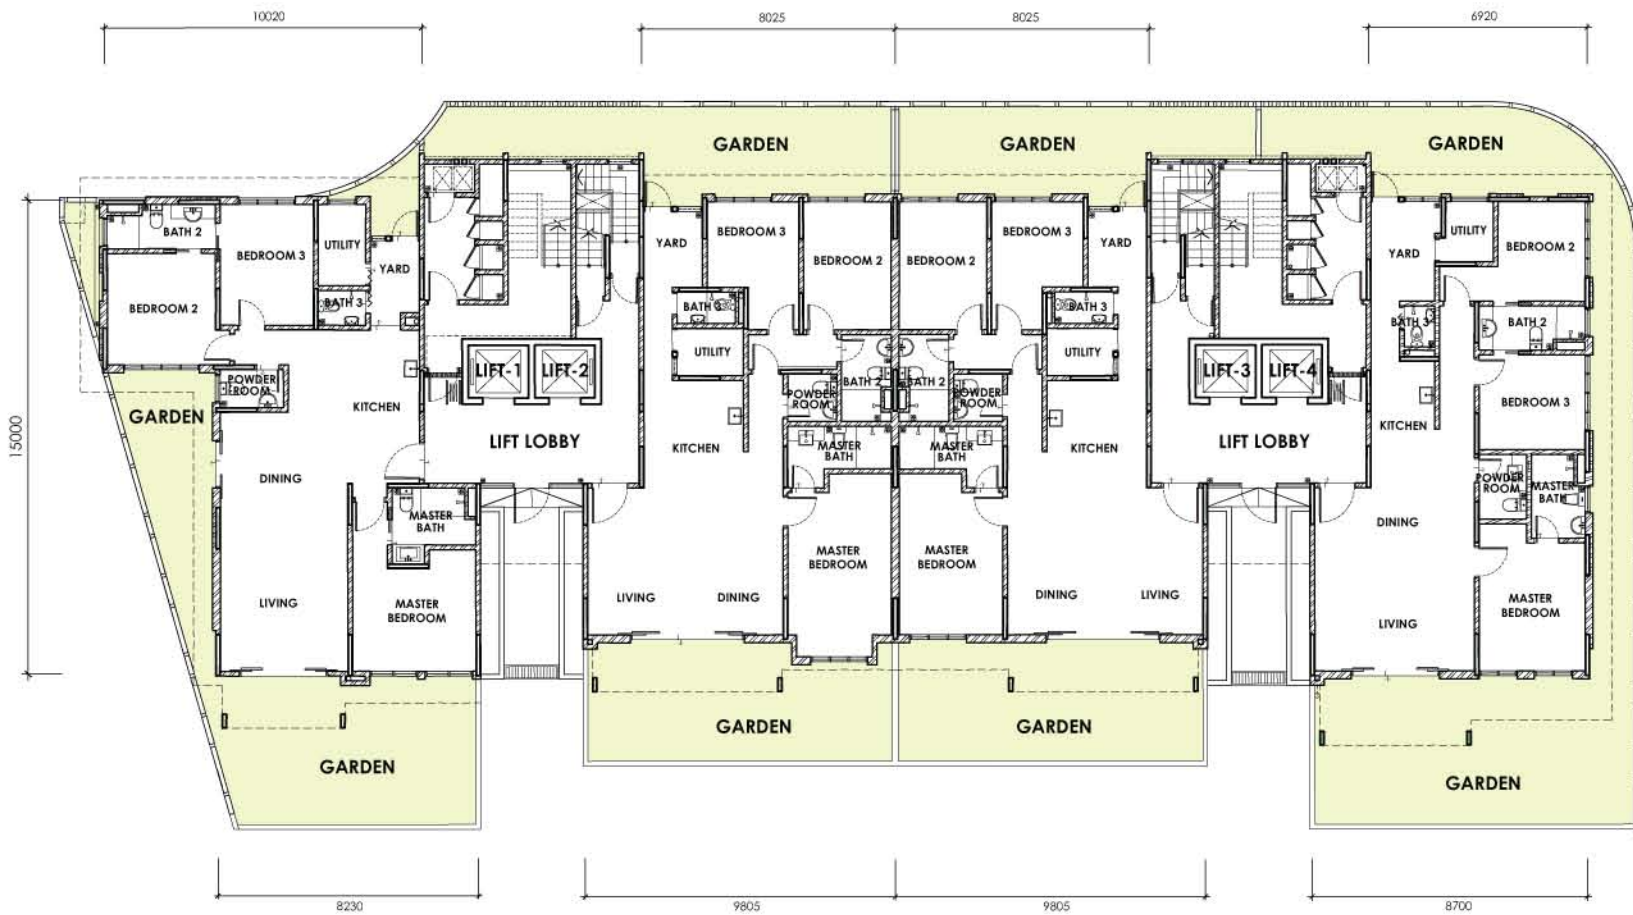 10020
8025
8025
6920
GARDEN
GARDEN
GARDEN
BATH 2
BEDROOM 3
UTILITY
YARD
BEDROOM 2
BATH 3
YARD
BEDROOM 3
BEDROOM 2
BEDROOM 2
BEDROOM 3
YARD
YARD
UTILITY
BEDROOM 2
BATH 3
UTILITY
BATH 3
UTILITY
BATH 3
BATH 2
LIFT-1
LIFT-2
LIFT-3
LIFT-4
POWDER
ROOM
KITCHEN
GARDEN
BATH 2
BATH 2
POWDER
ROOM
POWDER
ROOM
BEDROOM 3
KITCHEN
15000
LIFT LOBBY
KITCHEN
MASTER
BATH
MASTER
BATH
KITCHEN
LIFT LOBBY
DINING
POWDER
ROOM
MASTER
BATH
MASTER
BATH
DINING
MASTER
BEDROOM
MASTER
BEDROOM
LIVING
MASTER
BEDROOM
LIVING
DINING
DINING
LIVING
LIVING
MASTER
BEDROOM
GARDEN
GARDEN
GARDEN
GARDEN
8230
9805
9805
8700